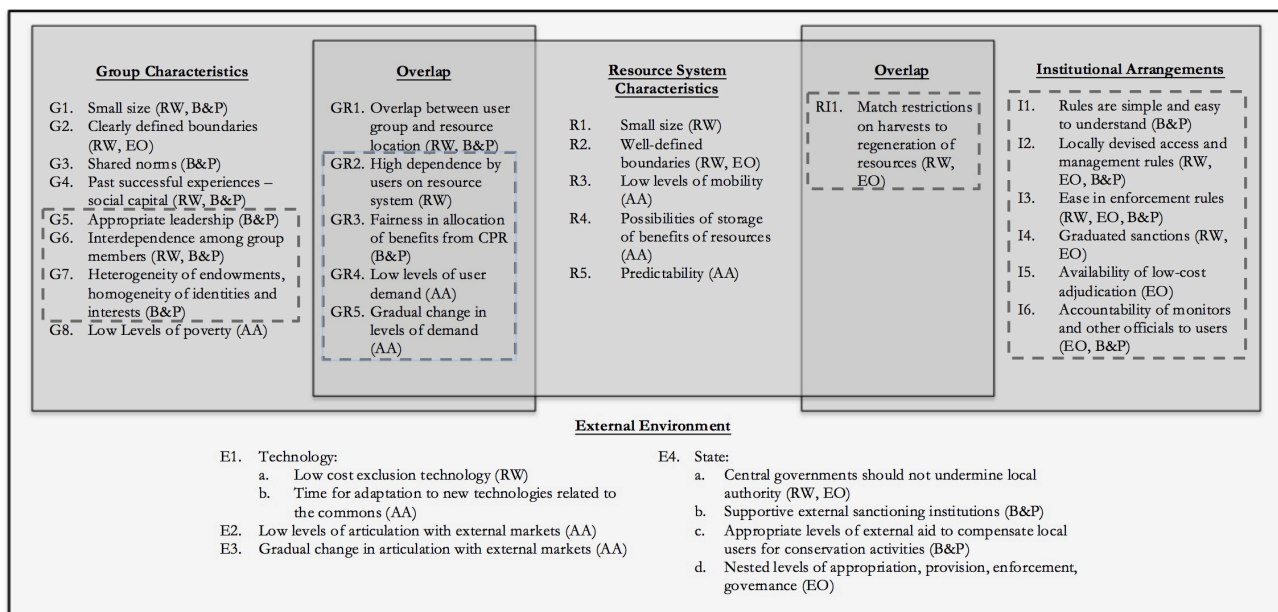 Group Characteristics
G1. Small size (RW, B&P)
G2. Clearly defined boundaries
(RW, EO)
G3. Shared norms (B&P)
G4. Past successful experiences –
social capital (RW, B&P)
G5. Appropriate leadership (B&P)
G6. Interdependence among group
members (RW, B&P)
G7. Heterogeneity of endowments,
homogeneity of identities and
interests (B&P)
G8. Low Levels of poverty (AA)
Overlap
GR1. Overlap between user
group and resource
location (RW, B&P)
GR2. High dependence by
users on resource
system (RW)
GR3. Fairness in allocation
of benefits from CPR
(B&P)
GR4. Low levels of user
demand (AA)
GR5. Gradual change in
levels of demand
(AA)
Resource System
Characteristics
R1. Small size (RW)
R2. Well-defined
boundaries (RW, EO)
R3. Low levels of mobility
(AA)
R4. Possibilities of storage
of benefits of resources
(AA)
R5. Predictability (AA)
Overlap
RI1. Match restrictions
on harvests to
regeneration of
resources (RW,
EO)
Institutional Arrangements
I1. Rules are simple and easy
to understand (B&P)
I2. Locally devised access and
management rules (RW,
EO, B&P)
I3. Ease in enforcement rules
(RW, EO, B&P)
I4. Graduated sanctions (RW,
EO)
I5. Availability of low-cost
adjudication (EO)
I6. Accountability of monitors
and other officials to users
(EO, B&P)
External Environment
E1. Technology:
a. Low cost exclusion technology (RW)
b. Time for adaptation to new technologies related to
the commons (AA)
E2. Low levels of articulation with external markets (AA)
E3. Gradual change in articulation with external markets (AA)
E4. State:
a. Central governments should not undermine local
authority (RW, EO)
b. Supportive external sanctioning institutions (B&P)
c. Appropriate levels of external aid to compensate local
users for conservation activities (B&P)
d. Nested levels of appropriation, provision, enforcement,
governance (EO)